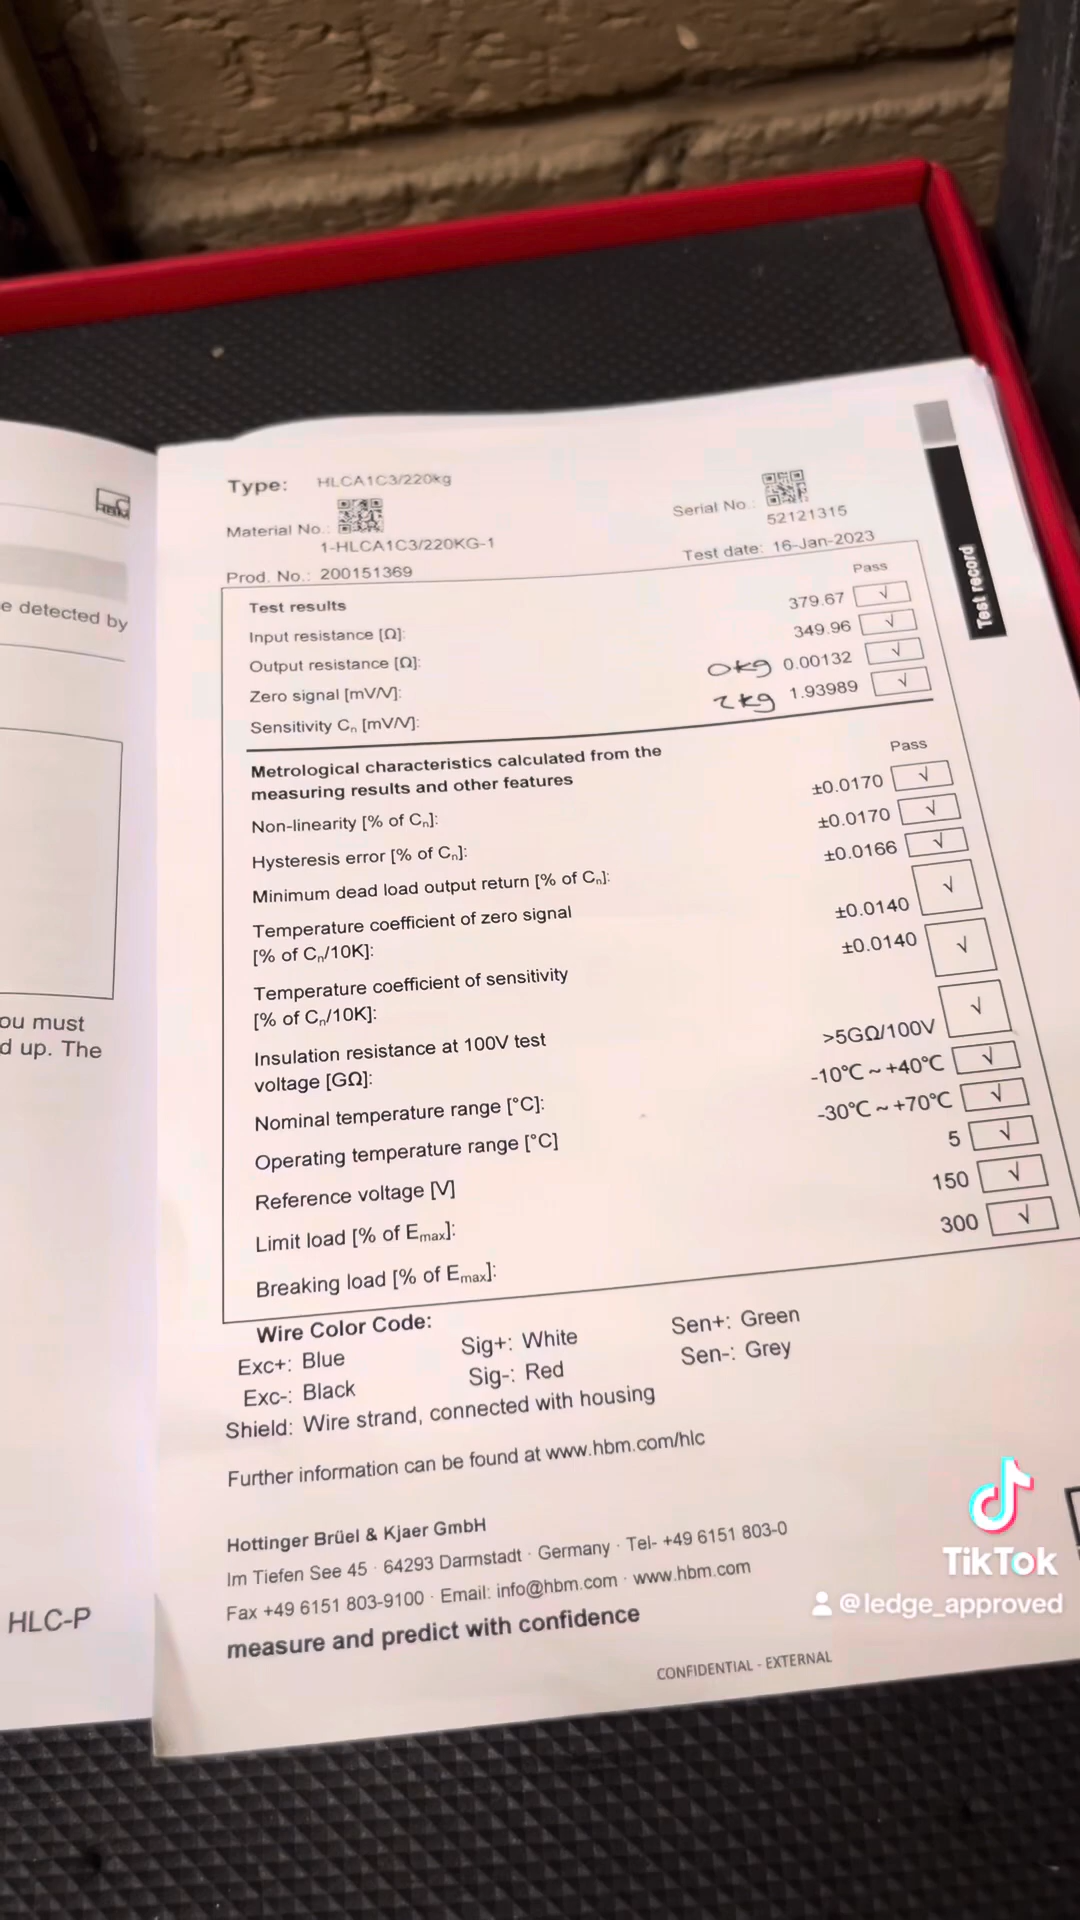 HBM
e detected by
ou must
d up. The
HLC-P
Type: HLCA1C3/220kg
Material No.:
1-HLCA1C3/220KG-1
Serial No.:
52121315
Prod. No.: 200151369
Test date: 16-Jan-2023
Test record
Test results
Pass
Input resistance [Ω]: 379.67 √
Output resistance [Ω]: 349.96 √
Zero signal [mV/V]: 0kg 0.00132 √
Sensitivity Cn [mV/V]: 2kg 1.93989 √
Metrological characteristics calculated from the
measuring results and other features
Pass
Non-linearity [% of Cn]: ±0.0170 √
Hysteresis error [% of Cn]: ±0.0170 √
Minimum dead load output return [% of Cn]: ±0.0166 √
Temperature coefficient of zero signal
[% of Cn/10K]: ±0.0140 √
Temperature coefficient of sensitivity
[% of Cn/10K]: ±0.0140 √
Insulation resistance at 100V test
voltage [GΩ]: >5GΩ/100V √
Nominal temperature range [°C]: -10°C ~ +40°C √
Operating temperature range [°C] -30°C ~ +70°C √
Reference voltage [V] 5 √
Limit load [% of Emax]: 150 √
Breaking load [% of Emax]: 300 √
Wire Color Code:
Exc+: Blue Sig+: White Sen+: Green
Exc-: Black Sig-: Red Sen-: Grey
Shield: Wire strand, connected with housing
Further information can be found at www.hbm.com/hlc
Hottinger Brüel & Kjaer GmbH
Im Tiefen See 45 · 64293 Darmstadt · Germany · Tel- +49 6151 803-0
Fax +49 6151 803-9100 · Email: info@hbm.com · www.hbm.com
measure and predict with confidence
CONFIDENTIAL - EXTERNAL
TikTok
@ledge_approved